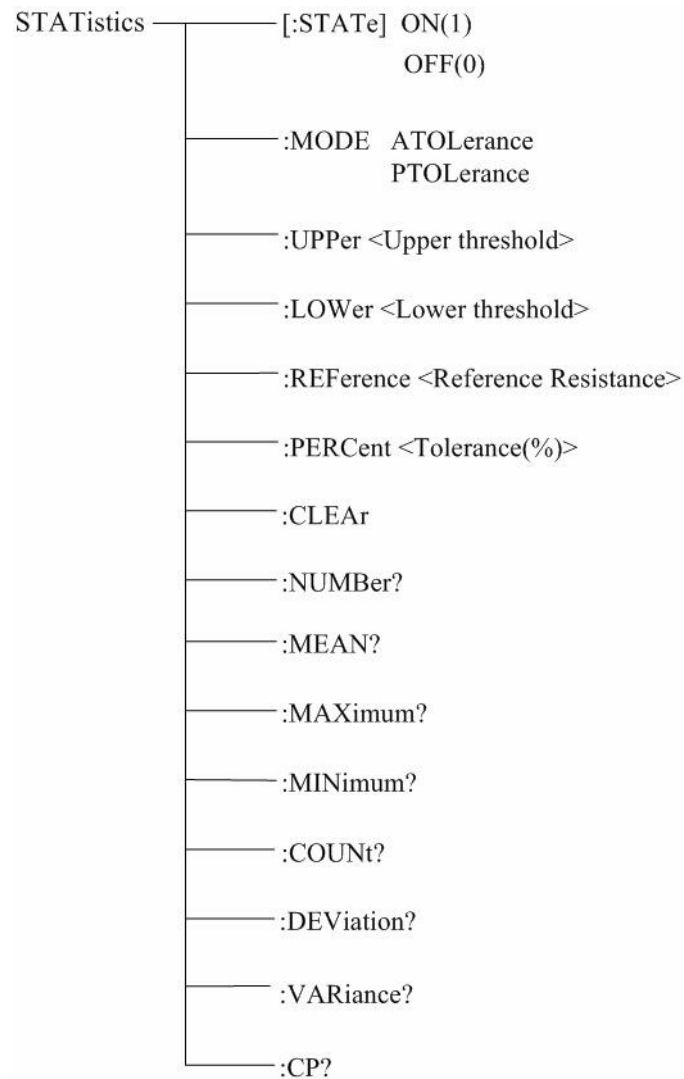 STATistics [:STATe] ON(1)
OFF(0)
:MODE ATOLerance
PTOLerance
:UPPer <Upper threshold>
:LOWer <Lower threshold>
:REFerence <Reference Resistance>
:PERCent <Tolerance(%)>
:CLEAr
:NUMBer?
:MEAN?
:MAXimum?
:MINimum?
:COUNt?
:DEViation?
:VARiance?
:CP?